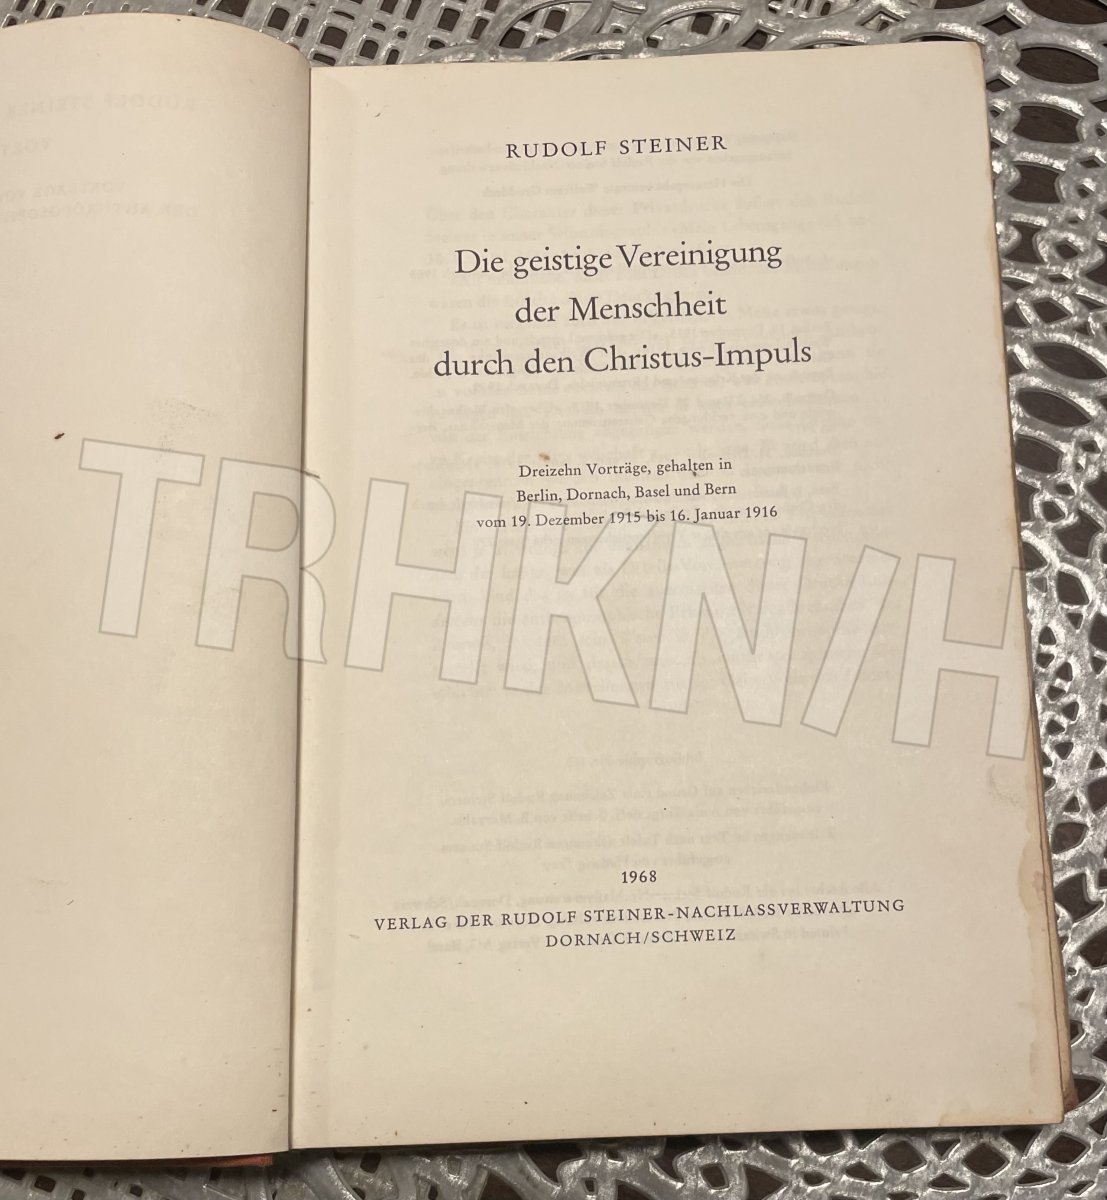 RUDOLF STEINER
Die geistige Vereinigung
der Menschheit
durch den Christus-Impuls
Dreizehn Vorträge, gehalten in
Berlin, Dornach, Basel und Bern
vom 19. Dezember 1915 bis 16. Januar 1916
TRHKN/H
1968
VERLAG DER RUDOLF STEINER-NACHLASSVERWALTUNG
DORNACH/SCHWEIZ